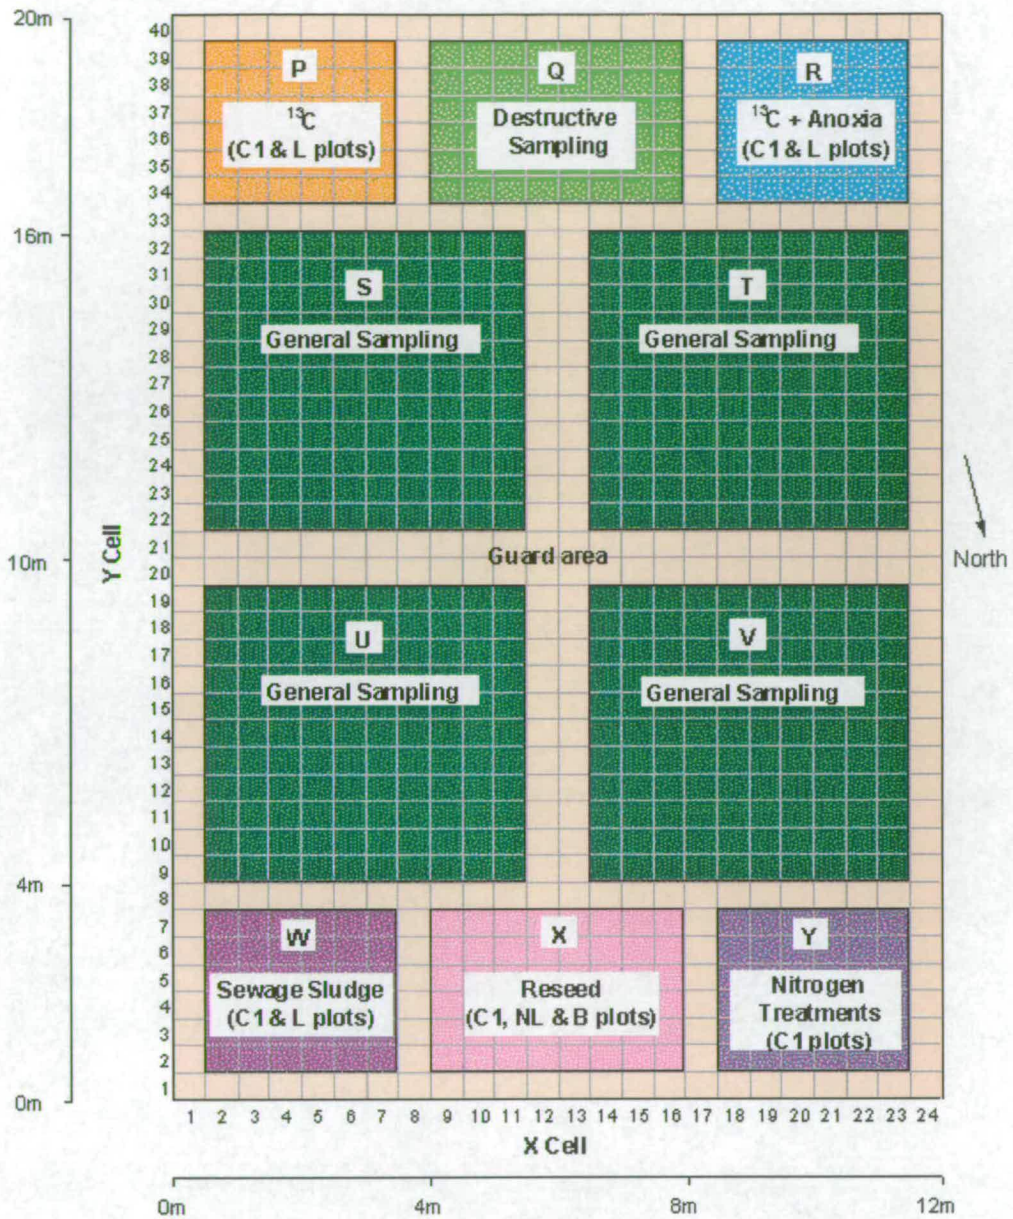 20m
16m
10m
4m
0m
Y Cell
40
39
38
37
36
35
34
33
32
31
30
29
28
27
26
25
24
23
22
21
20
19
18
17
16
15
14
13
12
11
10
9
8
7
6
5
4
3
2
1
P
¹³C
(C1 & L plots)
Q
Destructive
Sampling
R
¹³C + Anoxia
(C1 & L plots)
S
General Sampling
T
General Sampling
Guard area
North
U
General Sampling
V
General Sampling
W
Sewage Sludge
(C1 & L plots)
X
Reseed
(C1, NL & B plots)
Y
Nitrogen
Treatments
(C1 plots)
1 2 3 4 5 6 7 8 9 10 11 12 13 14 15 16 17 18 19 20 21 22 23 24
X Cell
0m 4m 8m 12m